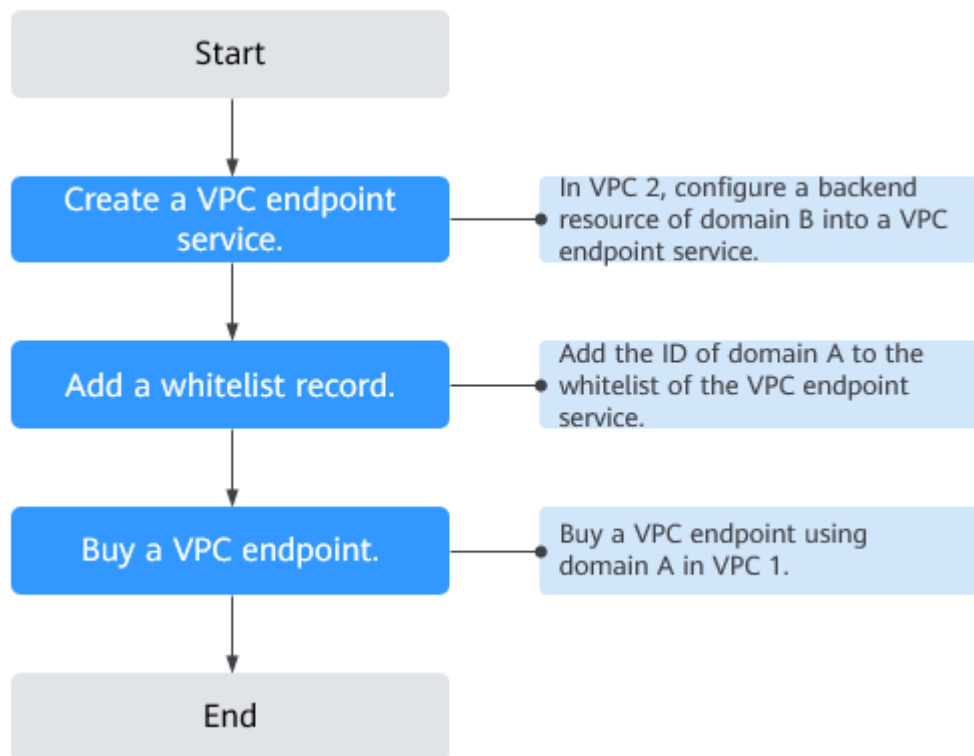 Start
Create a VPC endpoint
service.
In VPC 2, configure a backend
resource of domain B into a VPC
endpoint service.
Add a whitelist record.
Add the ID of domain A to the
whitelist of the VPC endpoint
service.
Buy a VPC endpoint.
Buy a VPC endpoint using
domain A in VPC 1.
End